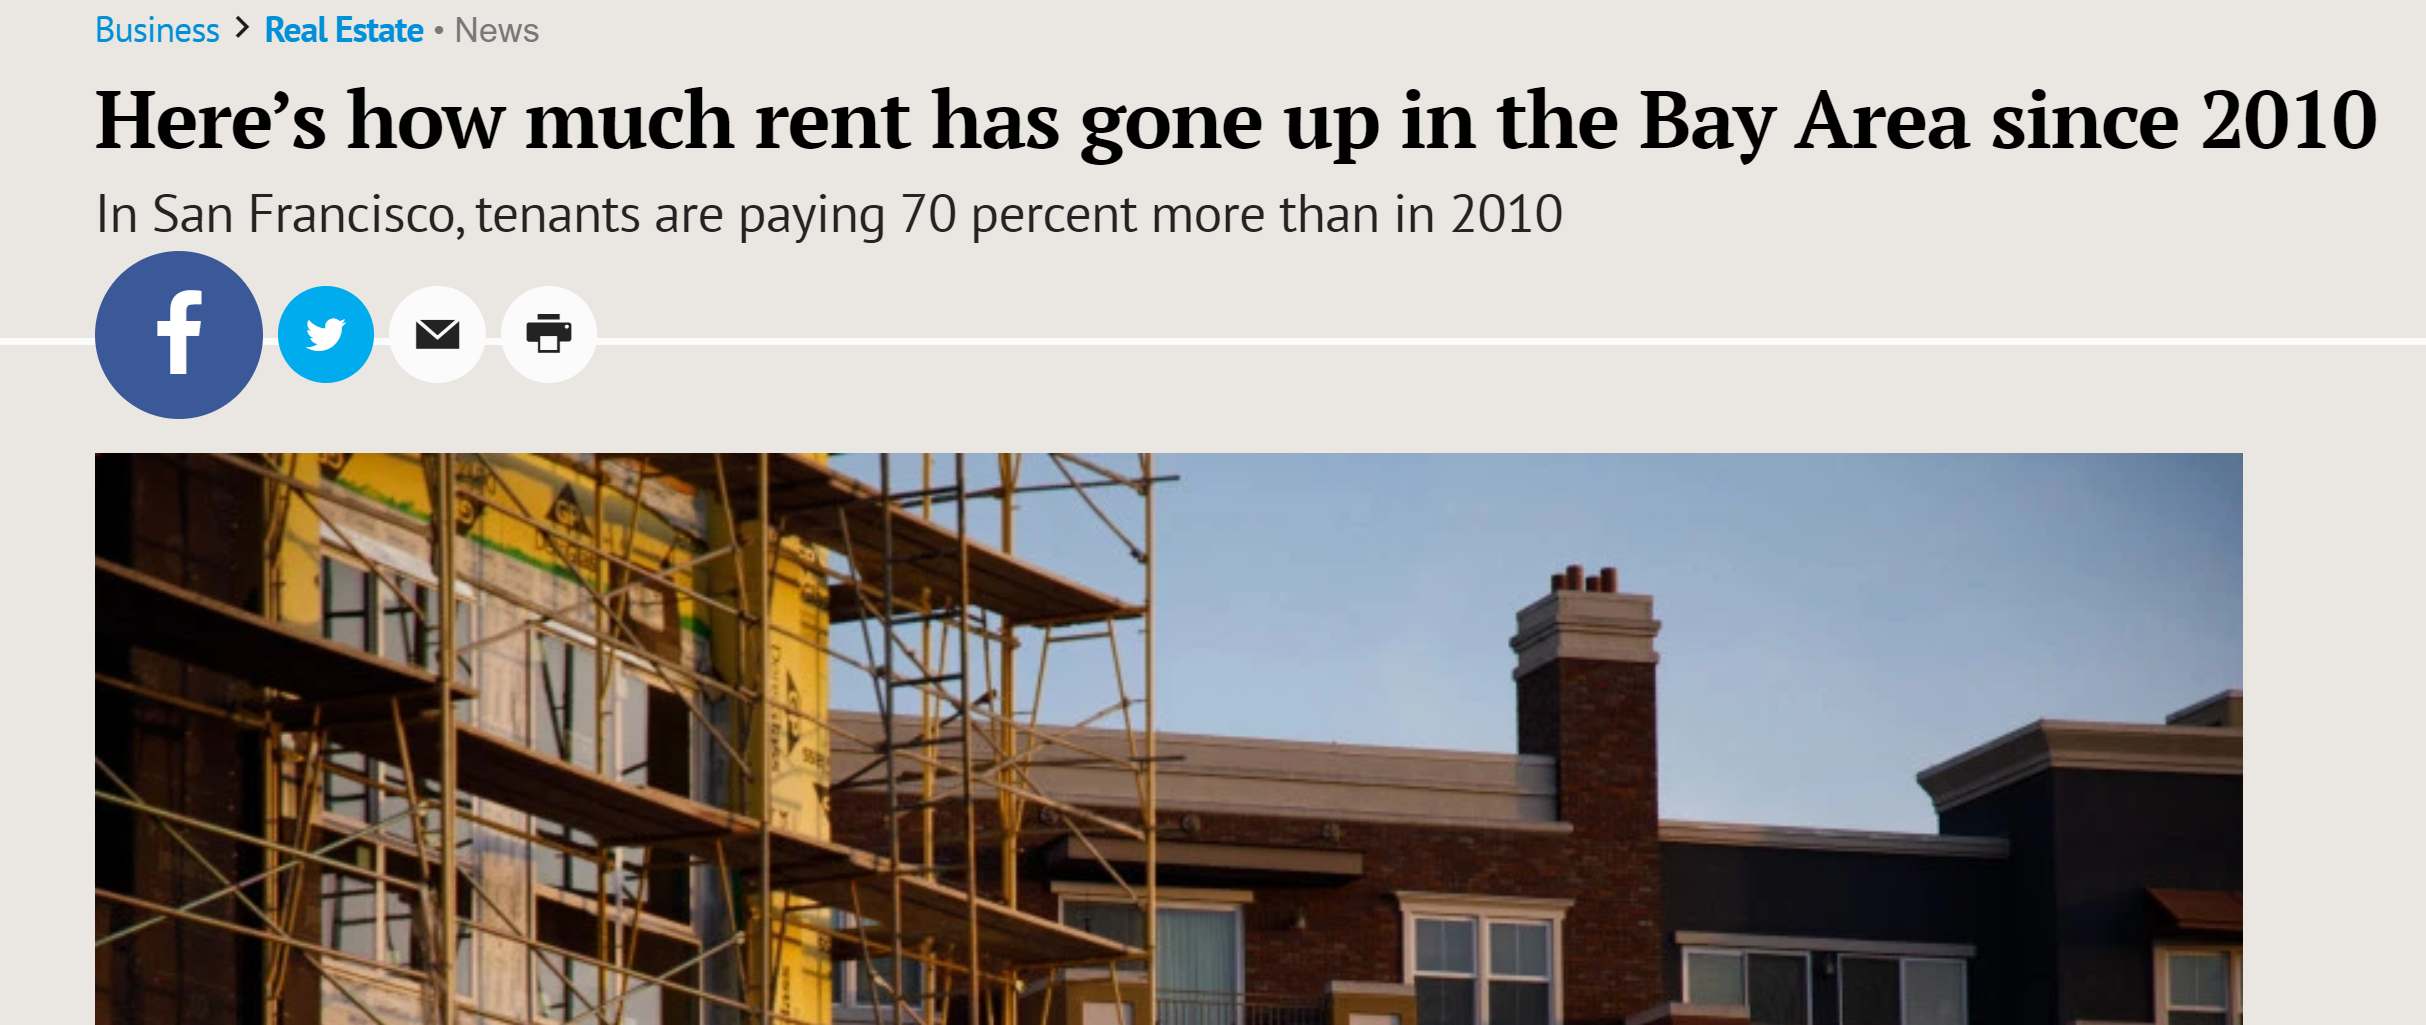 Business > Real Estate • News
Here’s how much rent has gone up in the Bay Area since 2010
In San Francisco, tenants are paying 70 percent more than in 2010
f
GP